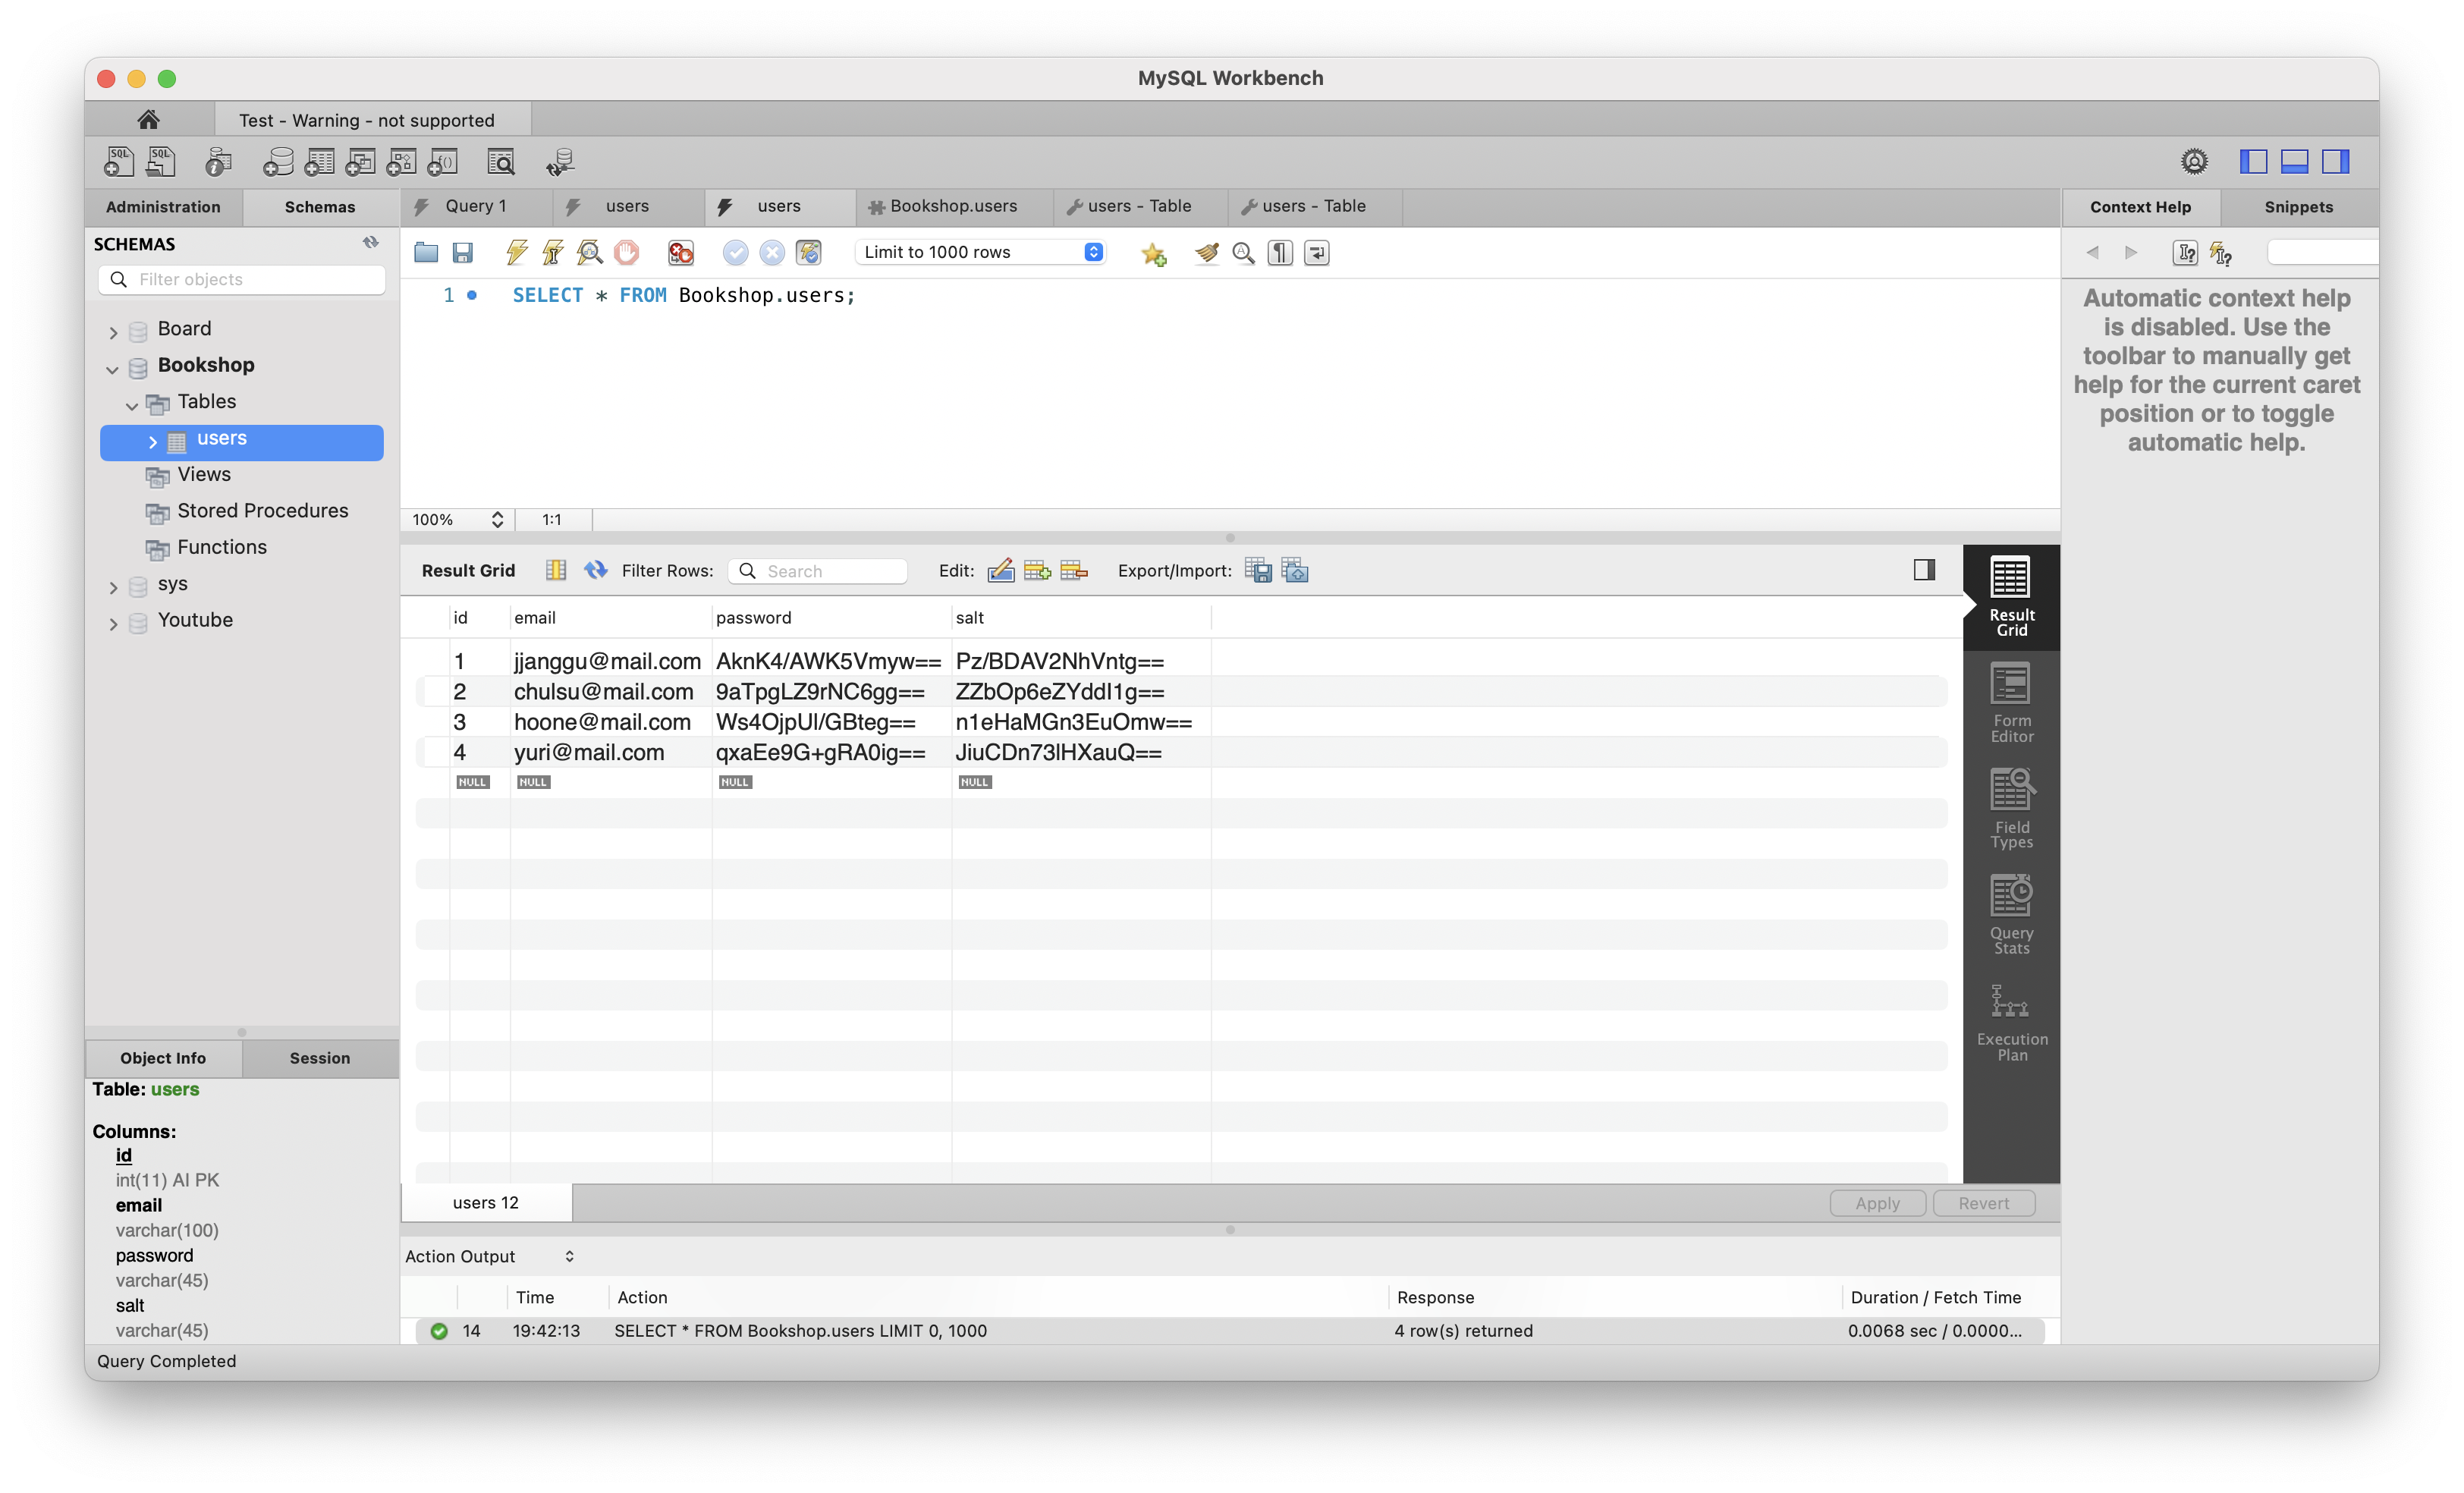 MySQL Workbench
Test - Warning - not supported
Administration
Schemas
SCHEMAS
Filter objects
Board
Bookshop
Tables
users
Views
Stored Procedures
Functions
sys
Youtube
Object Info
Session
Table: users
Columns:
id
int(11) AI PK
email
varchar(100)
password
varchar(45)
salt
varchar(45)
Query 1
users
users
Bookshop.users
users - Table
users - Table
Limit to 1000 rows
1 SELECT * FROM Bookshop.users;
100% 1:1
Result Grid Filter Rows: Search Edit: Export/Import:
id email password salt
1 jjanggu@mail.com AknK4/AWK5Vmyw== Pz/BDAV2NhVntg==
2 chulsu@mail.com 9aTpgLZ9rNC6gg== ZZbOp6eZYddI1g==
3 hoone@mail.com Ws4OjpUl/GBteg== n1eHaMGn3EuOmw==
4 yuri@mail.com qxaEe9G+gRA0ig== JiuCDn73lHXauQ==
NULL NULL NULL NULL
Result
Grid
Form
Editor
Field
Types
Query
Stats
Execution
Plan
users 12
Apply
Revert
Action Output
Time Action Response Duration / Fetch Time
14 19:42:13 SELECT * FROM Bookshop.users LIMIT 0, 1000 4 row(s) returned 0.0068 sec / 0.0000...
Context Help
Snippets
Automatic context help
is disabled. Use the
toolbar to manually get
help for the current caret
position or to toggle
automatic help.
Query Completed